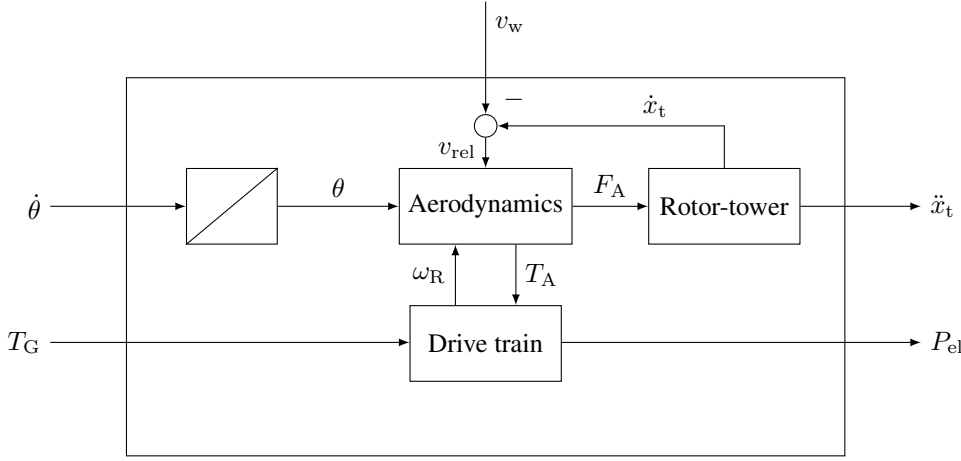 v_w
−
ẋ_t
v_rel
θ̇
θ
Aerodynamics
F_A
Rotor-tower
ẍ_t
ω_R
T_A
T_G
Drive train
P_el